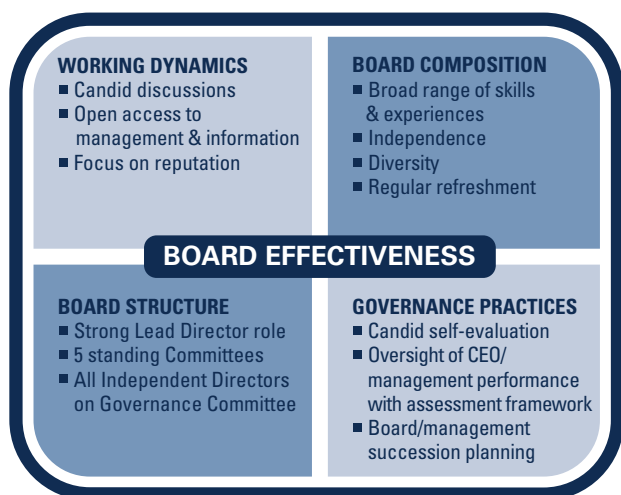 WORKING DYNAMICS
■ Candid discussions
■ Open access to
management & information
■ Focus on reputation
BOARD COMPOSITION
■ Broad range of skills
& experiences
■ Independence
■ Diversity
■ Regular refreshment
BOARD EFFECTIVENESS
BOARD STRUCTURE
■ Strong Lead Director role
■ 5 standing Committees
■ All Independent Directors
on Governance Committee
GOVERNANCE PRACTICES
■ Candid self-evaluation
■ Oversight of CEO/
management performance
with assessment framework
■ Board/management
succession planning